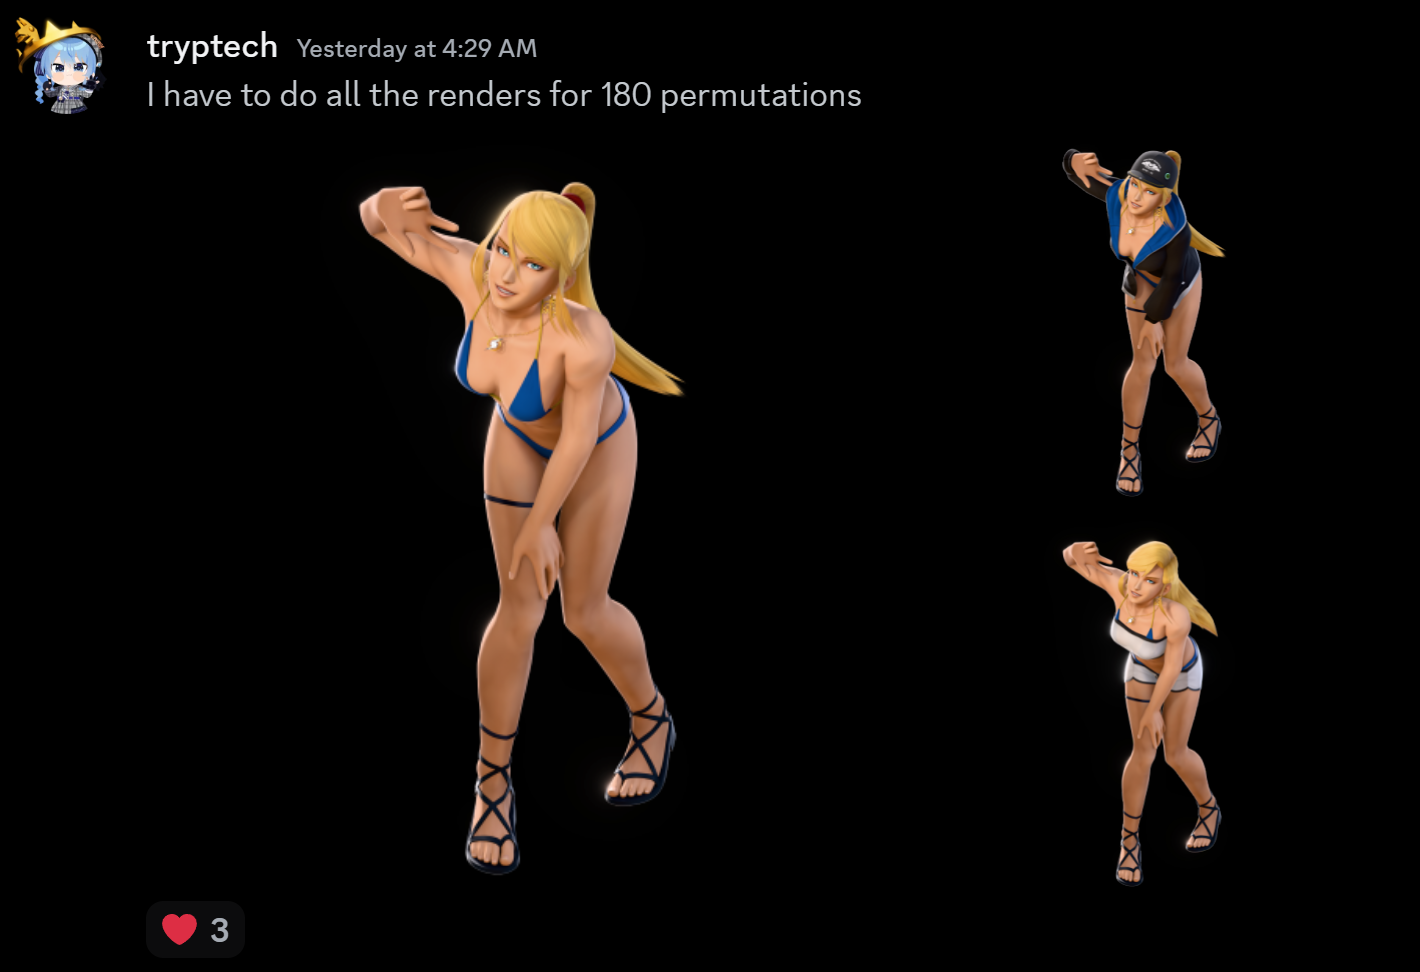 tryptech Yesterday at 4:29 AM
I have to do all the renders for 180 permutations
3